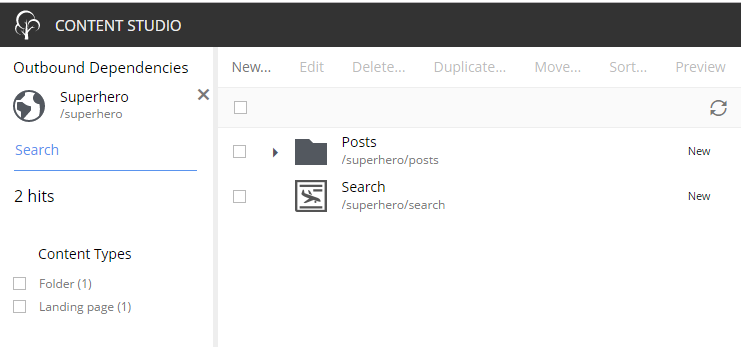 CONTENT STUDIO
Outbound Dependencies
Superhero
/superhero
Search
2 hits
Content Types
Folder (1)
Landing page (1)
New... Edit Delete... Duplicate... Move... Sort... Preview
Posts
/superhero/posts
New
Search
/superhero/search
New